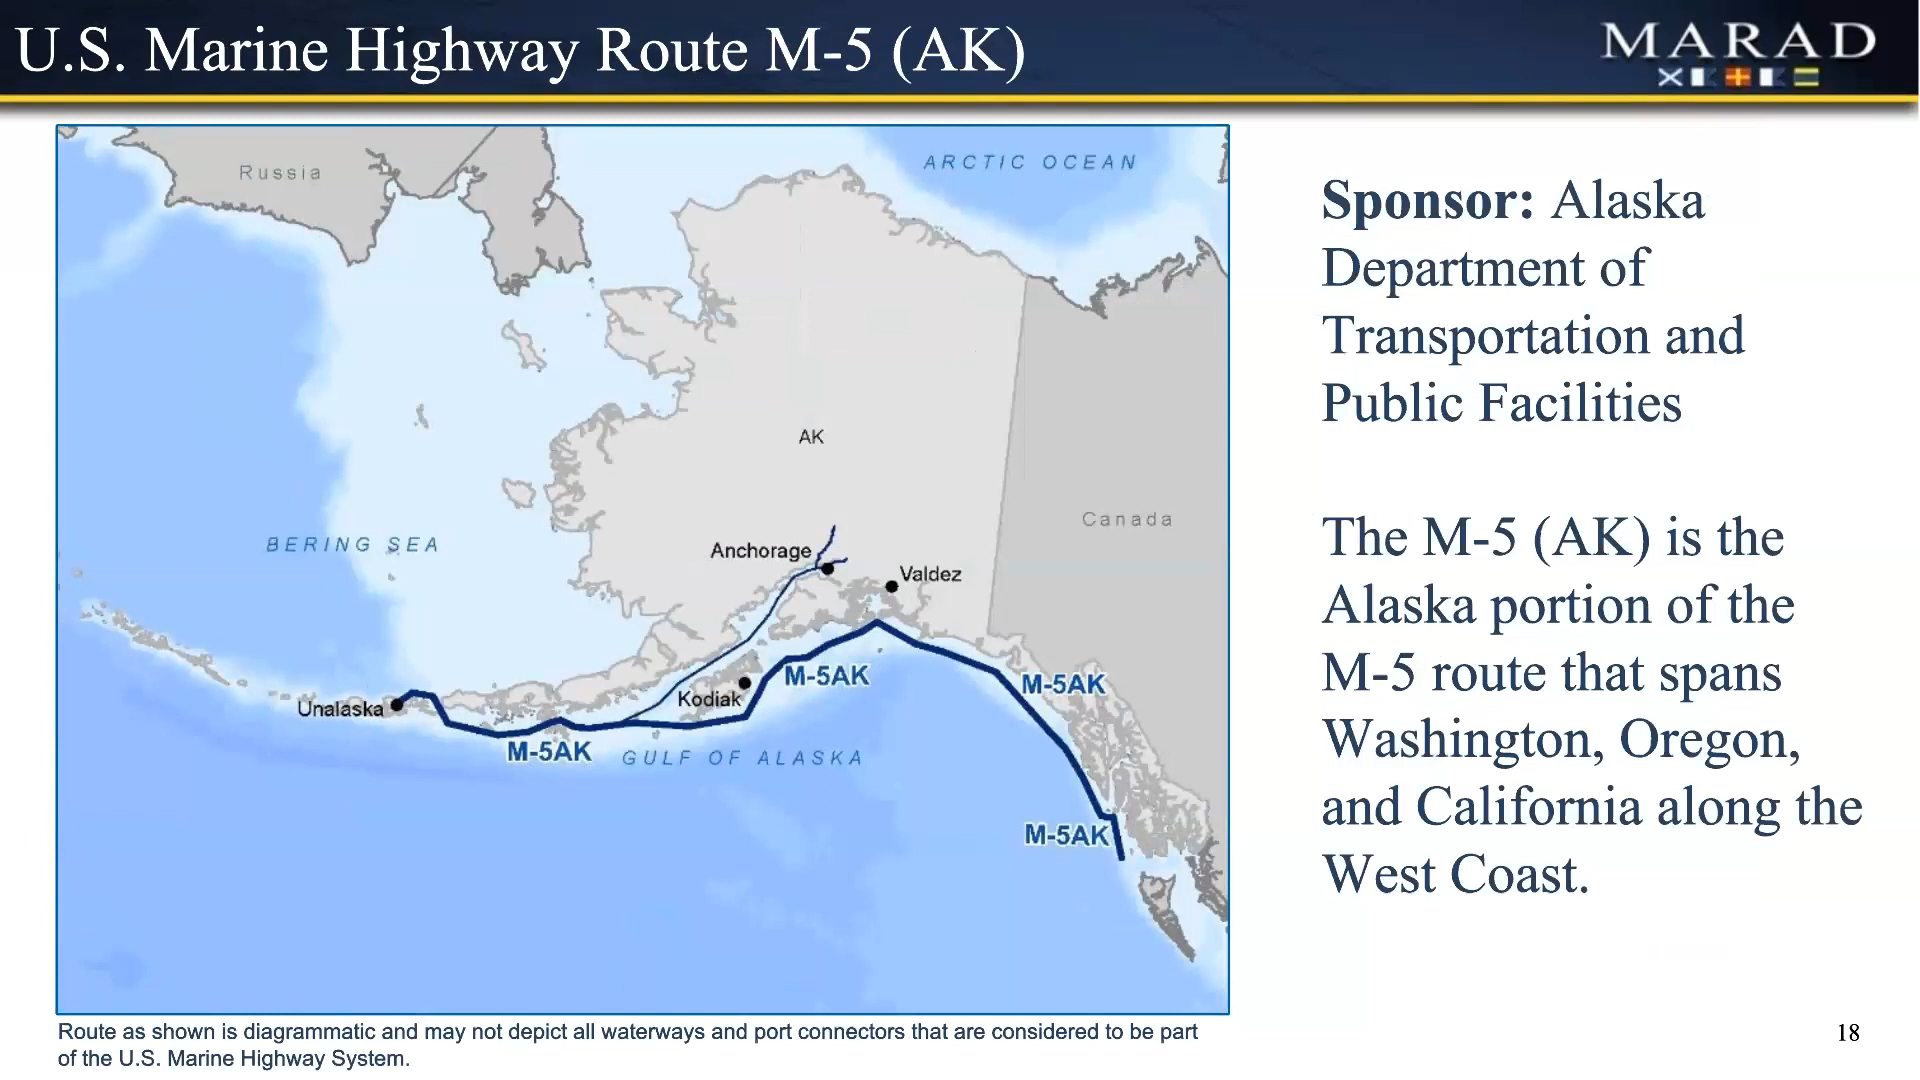 U.S. Marine Highway Route M-5 (AK)
MARAD
Russia
ARCTIC OCEAN
AK
Canada
BERING SEA
Anchorage
Valdez
Unalaska
Kodiak
M-5AK
M-5AK
M-5AK
GULF OF ALASKA
M-5AK
Sponsor: Alaska
Department of
Transportation and
Public Facilities
The M-5 (AK) is the
Alaska portion of the
M-5 route that spans
Washington, Oregon,
and California along the
West Coast.
Route as shown is diagrammatic and may not depict all waterways and port connectors that are considered to be part
of the U.S. Marine Highway System.
18